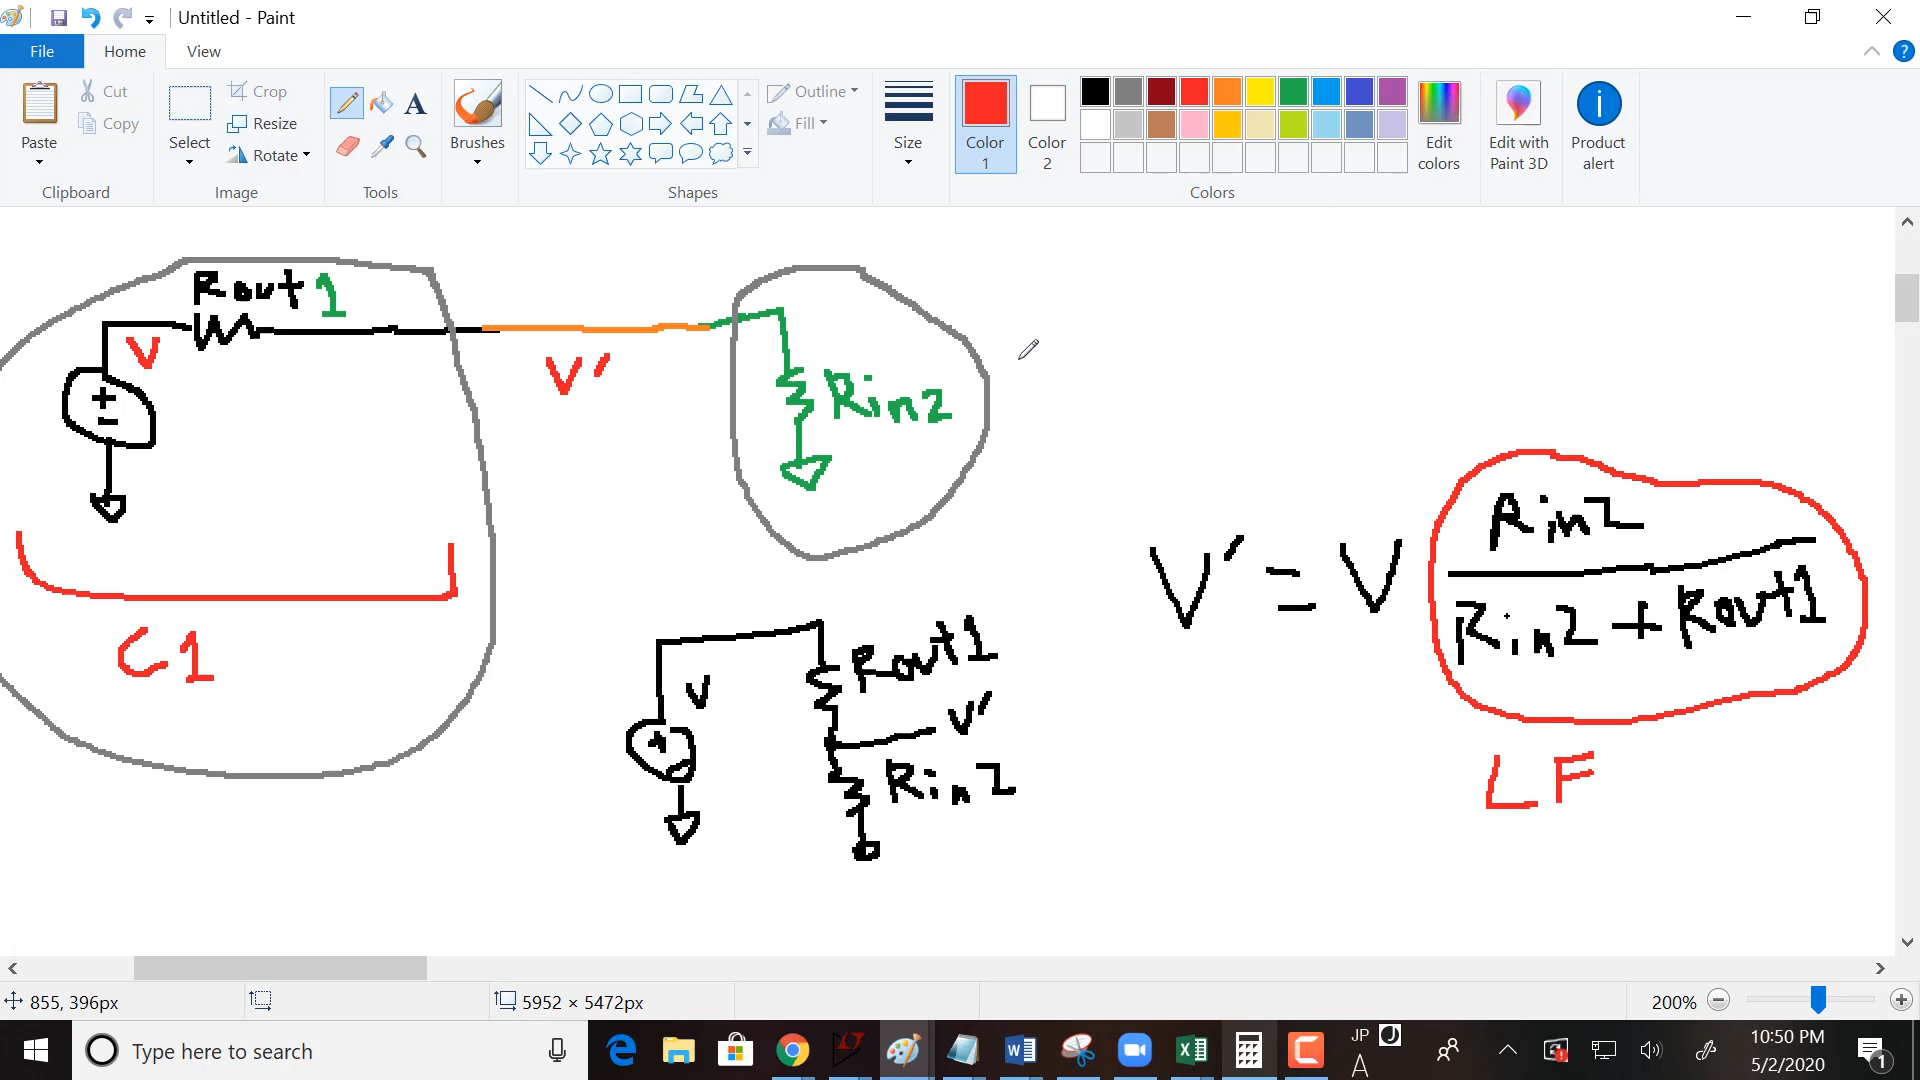 Untitled - Paint
File Home View
Paste
Cut
Copy
Clipboard
Select
Crop
Resize
Rotate
Image
Tools
Brushes
Shapes
Outline
Fill
Size
Color 1
Color 2
Colors
Edit colors
Edit with Paint 3D
Product alert
Rout1
V
V'
Rin2
C1
V' = V Rin2
Rin2 + Rout1
LF
V
Rout1
V'
Rin2
855, 396px
5952 × 5472px
200%
Type here to search
JP
J
A
10:50 PM
5/2/2020
1